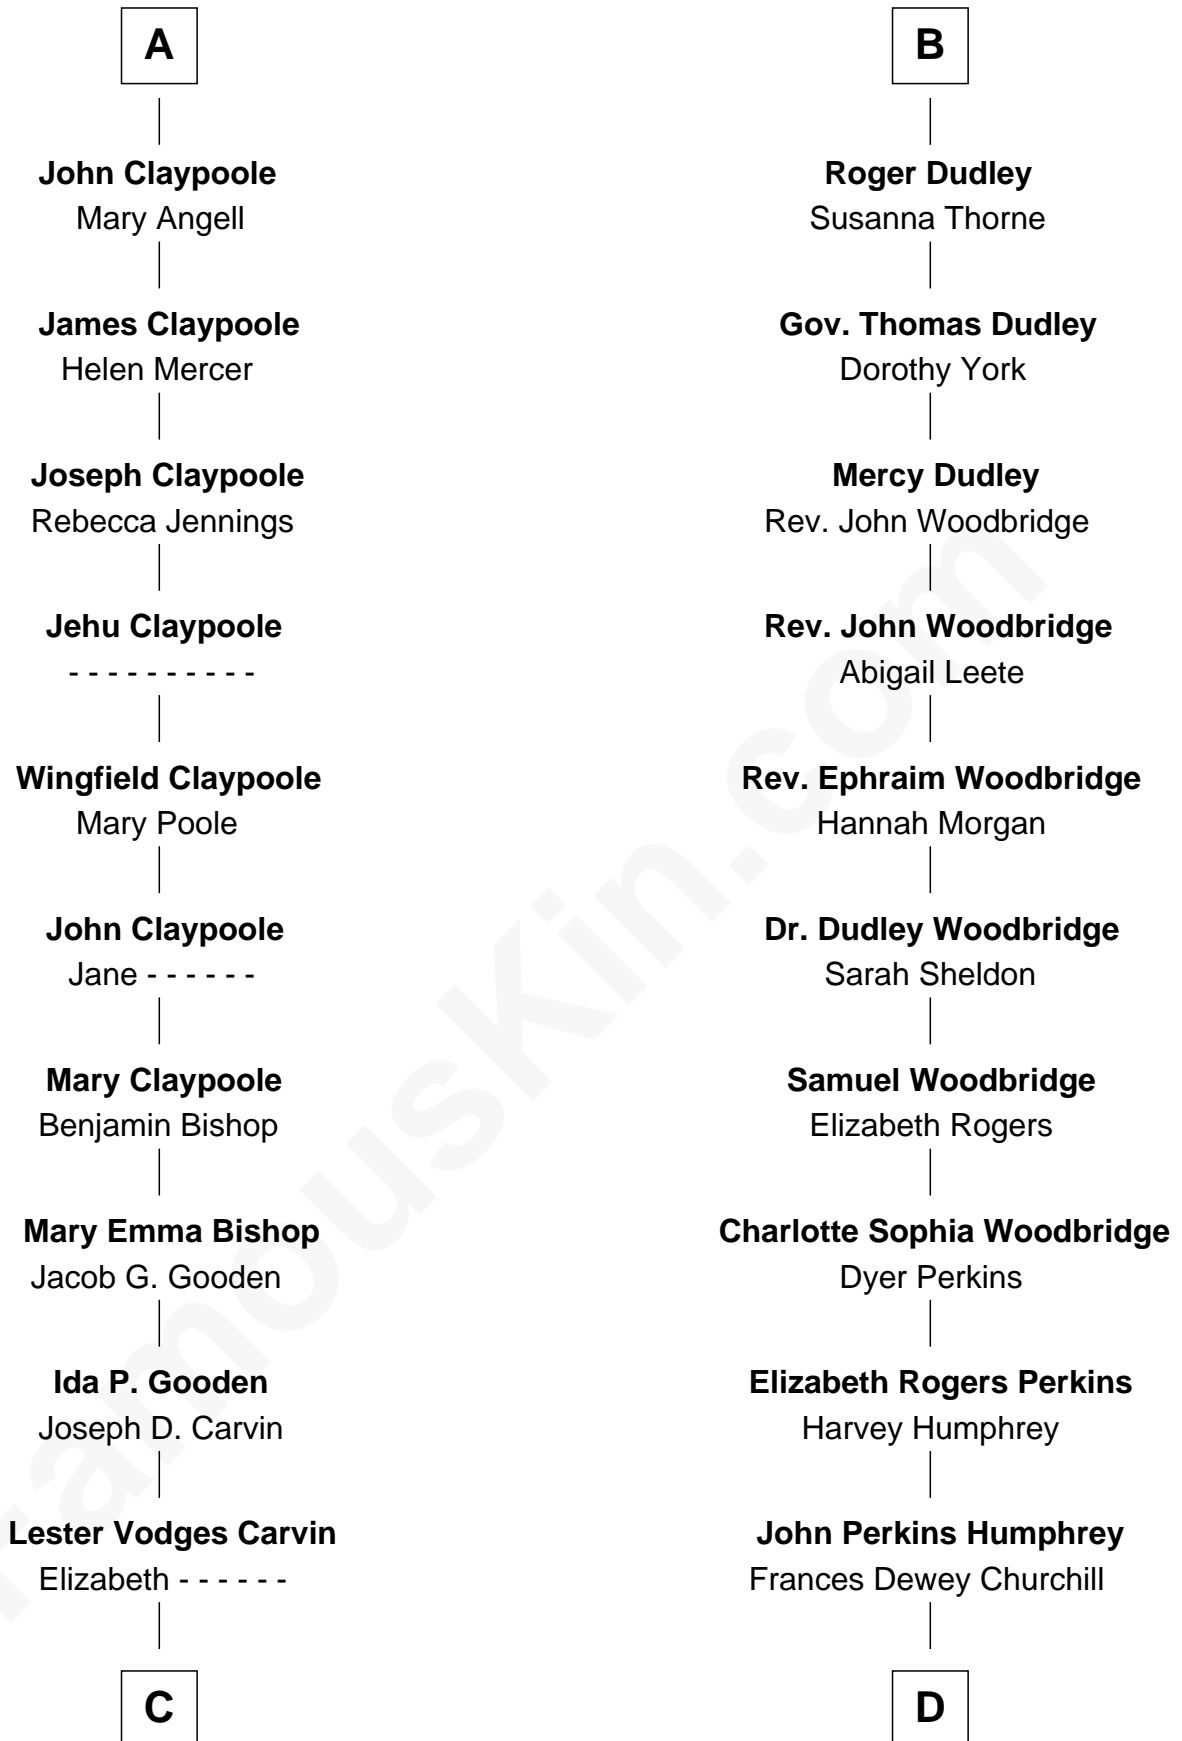 A
John Claypoole
Mary Angell
James Claypoole
Helen Mercer
Joseph Claypoole
Rebecca Jennings
Jehu Claypoole
- - - - - - - - - -
Wingfield Claypoole
Mary Poole
John Claypoole
Jane - - - - - -
Mary Claypoole
Benjamin Bishop
Mary Emma Bishop
Jacob G. Gooden
Ida P. Gooden
Joseph D. Carvin
Lester Vodges Carvin
Elizabeth - - - - - -
C
B
Roger Dudley
Susanna Thorne
Gov. Thomas Dudley
Dorothy York
Mercy Dudley
Rev. John Woodbridge
Rev. John Woodbridge
Abigail Leete
Rev. Ephraim Woodbridge
Hannah Morgan
Dr. Dudley Woodbridge
Sarah Sheldon
Samuel Woodbridge
Elizabeth Rogers
Charlotte Sophia Woodbridge
Dyer Perkins
Elizabeth Rogers Perkins
Harvey Humphrey
John Perkins Humphrey
Frances Dewey Churchill
D
FamousKin.com